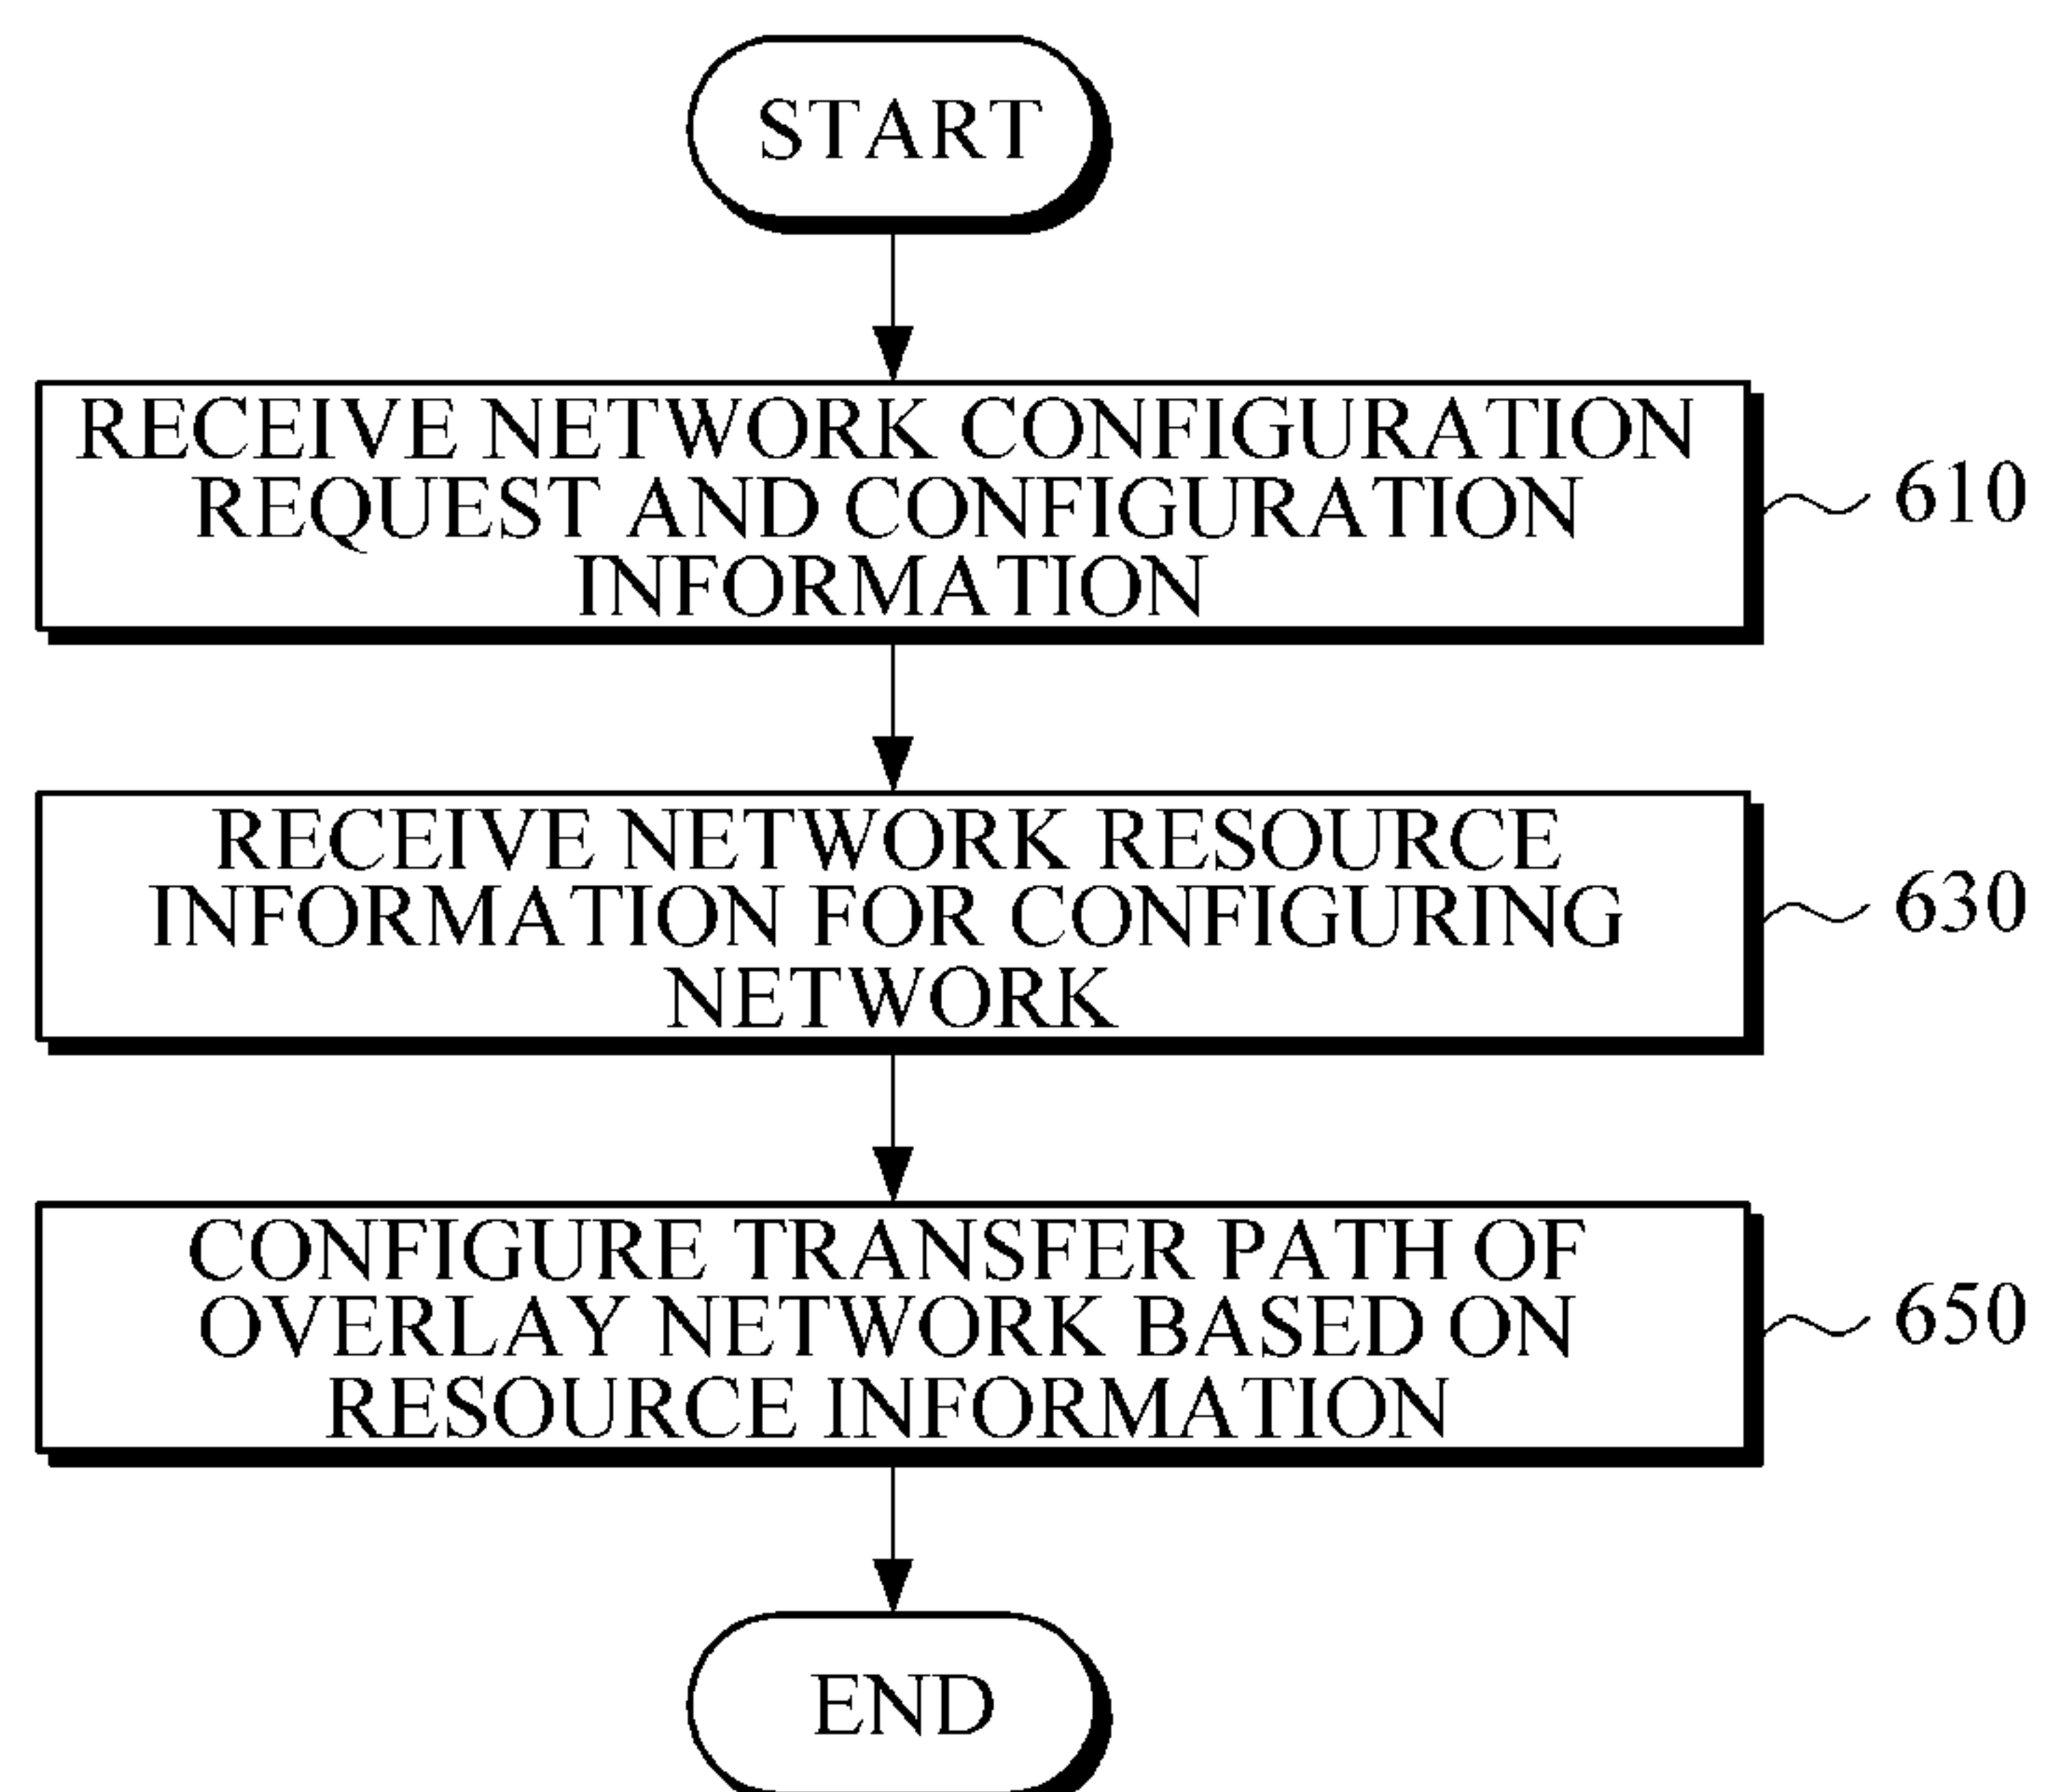 START
RECEIVE NETWORK CONFIGURATION
REQUEST AND CONFIGURATION
INFORMATION
610
RECEIVE NETWORK RESOURCE
INFORMATION FOR CONFIGURING
NETWORK
630
CONFIGURE TRANSFER PATH OF
OVERLAY NETWORK BASED ON
RESOURCE INFORMATION
650
END